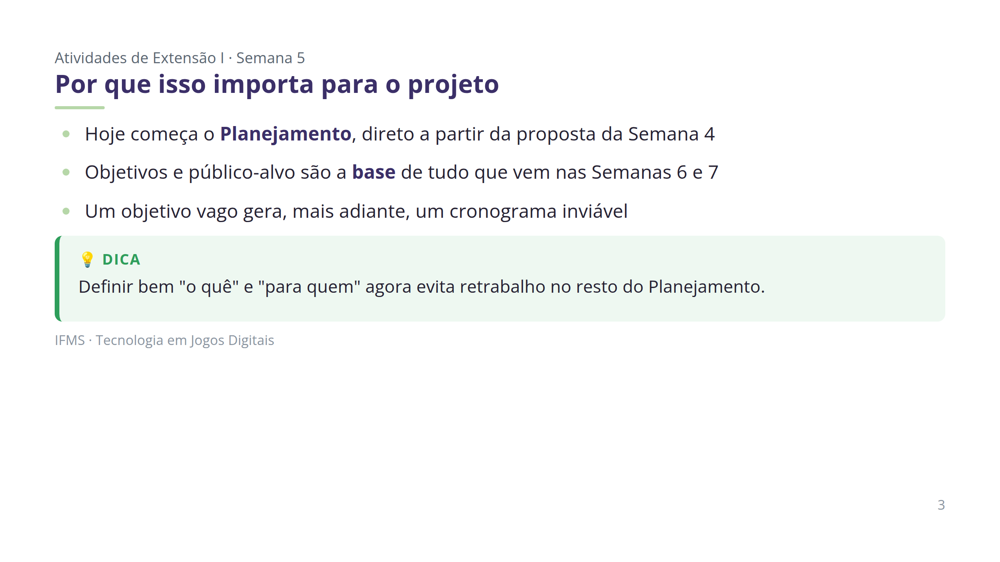 Atividades de Extensão I · Semana 5
Por que isso importa para o projeto
Hoje começa o Planejamento, direto a partir da proposta da Semana 4
Objetivos e público-alvo são a base de tudo que vem nas Semanas 6 e 7
Um objetivo vago gera, mais adiante, um cronograma inviável
💡 DICA
Definir bem "o quê" e "para quem" agora evita retrabalho no resto do Planejamento.
IFMS · Tecnologia em Jogos Digitais
3